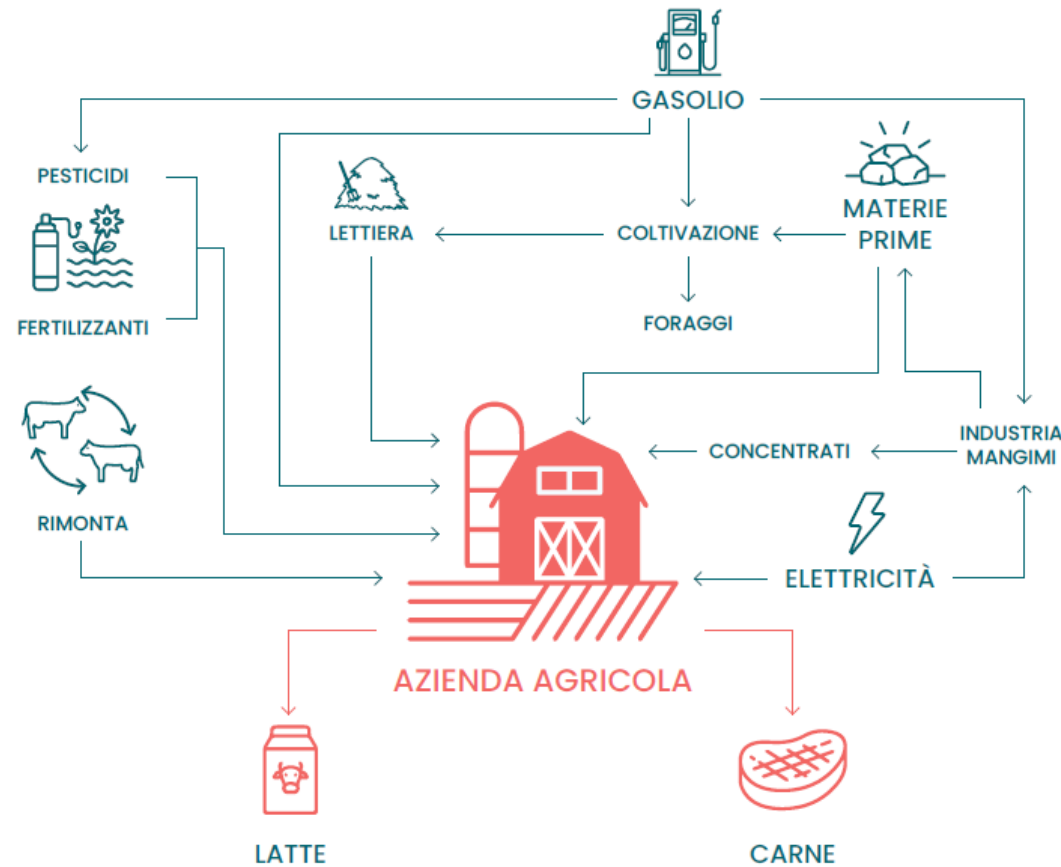 GASOLIO
PESTICIDI
LETTIERA
COLTIVAZIONE
MATERIE
PRIME
FERTILIZZANTI
FORAGGI
CONCENTRATI
INDUSTRIA
MANGIMI
RIMONTA
ELETTRICITÀ
AZIENDA AGRICOLA
LATTE
CARNE